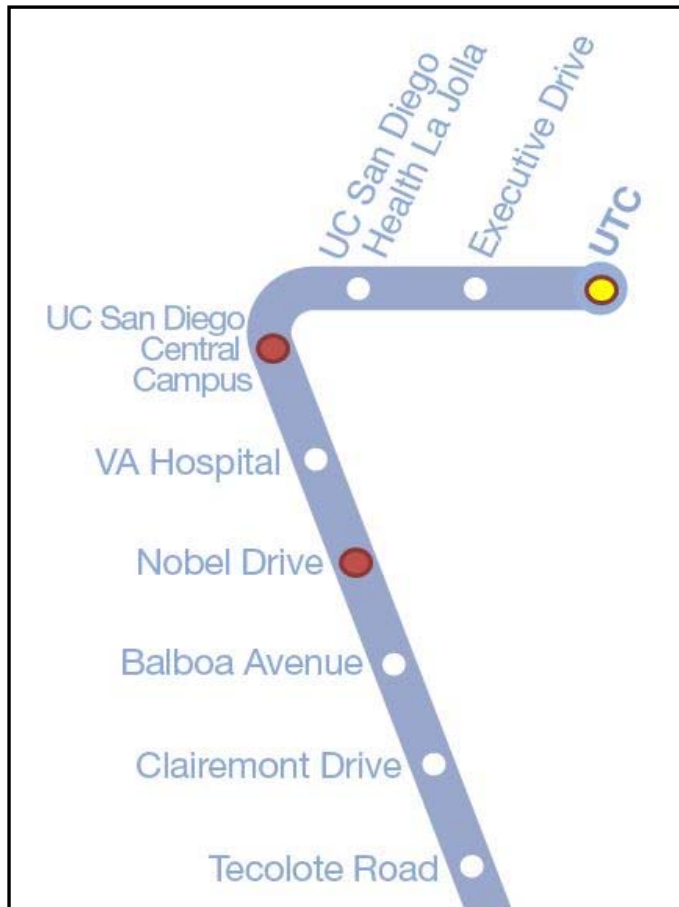 UC San Diego
Health La Jolla
Executive Drive
UTC
UC San Diego
Central
Campus
VA Hospital
Nobel Drive
Balboa Avenue
Clairemont Drive
Tecolote Road